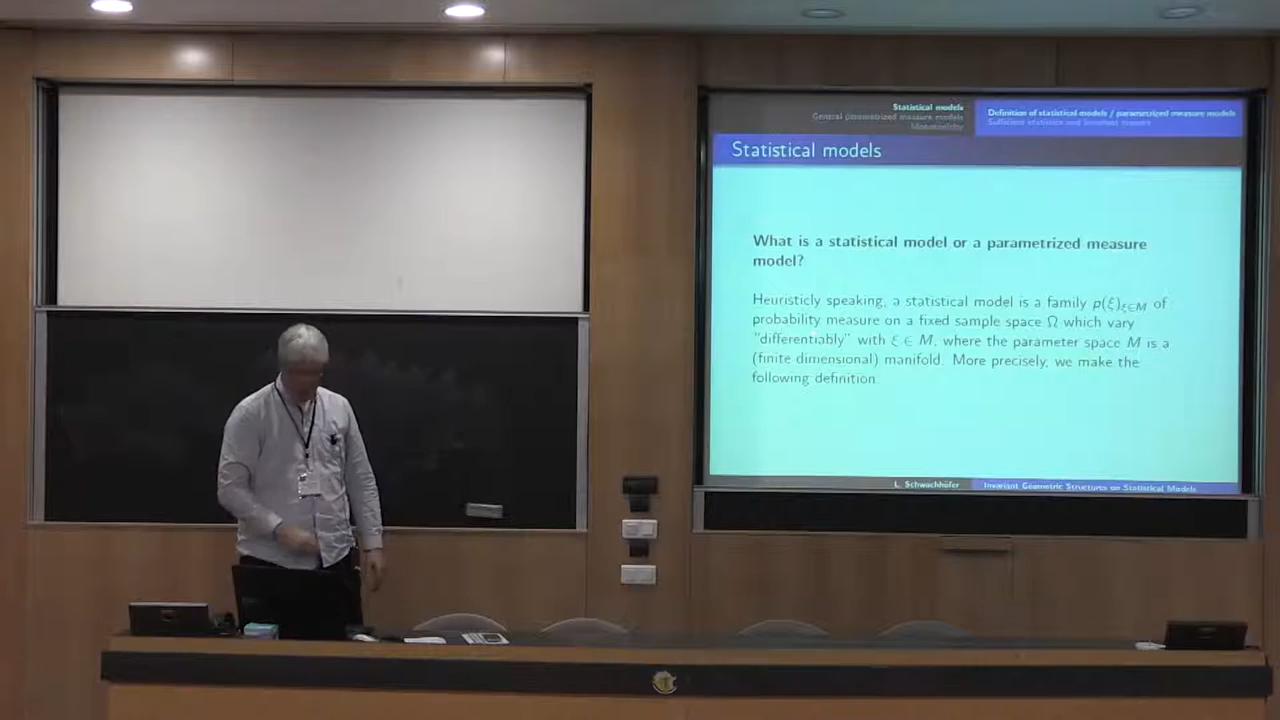 Statistical models
General parametrized measure models
Monotonicity
Definition of statistical models / parametrized measure models
Sufficient statistics and invariant tensors
Statistical models
What is a statistical model or a parametrized measure
model?
Heuristicly speaking, a statistical model is a family p(ξ)ξ∈M of
probability measure on a fixed sample space Ω which vary
"differentiably" with ξ ∈ M, where the parameter space M is a
(finite dimensional) manifold. More precisely, we make the
following definition.
L. Schwachhöfer
Invariant Geometric Structures on Statistical Models